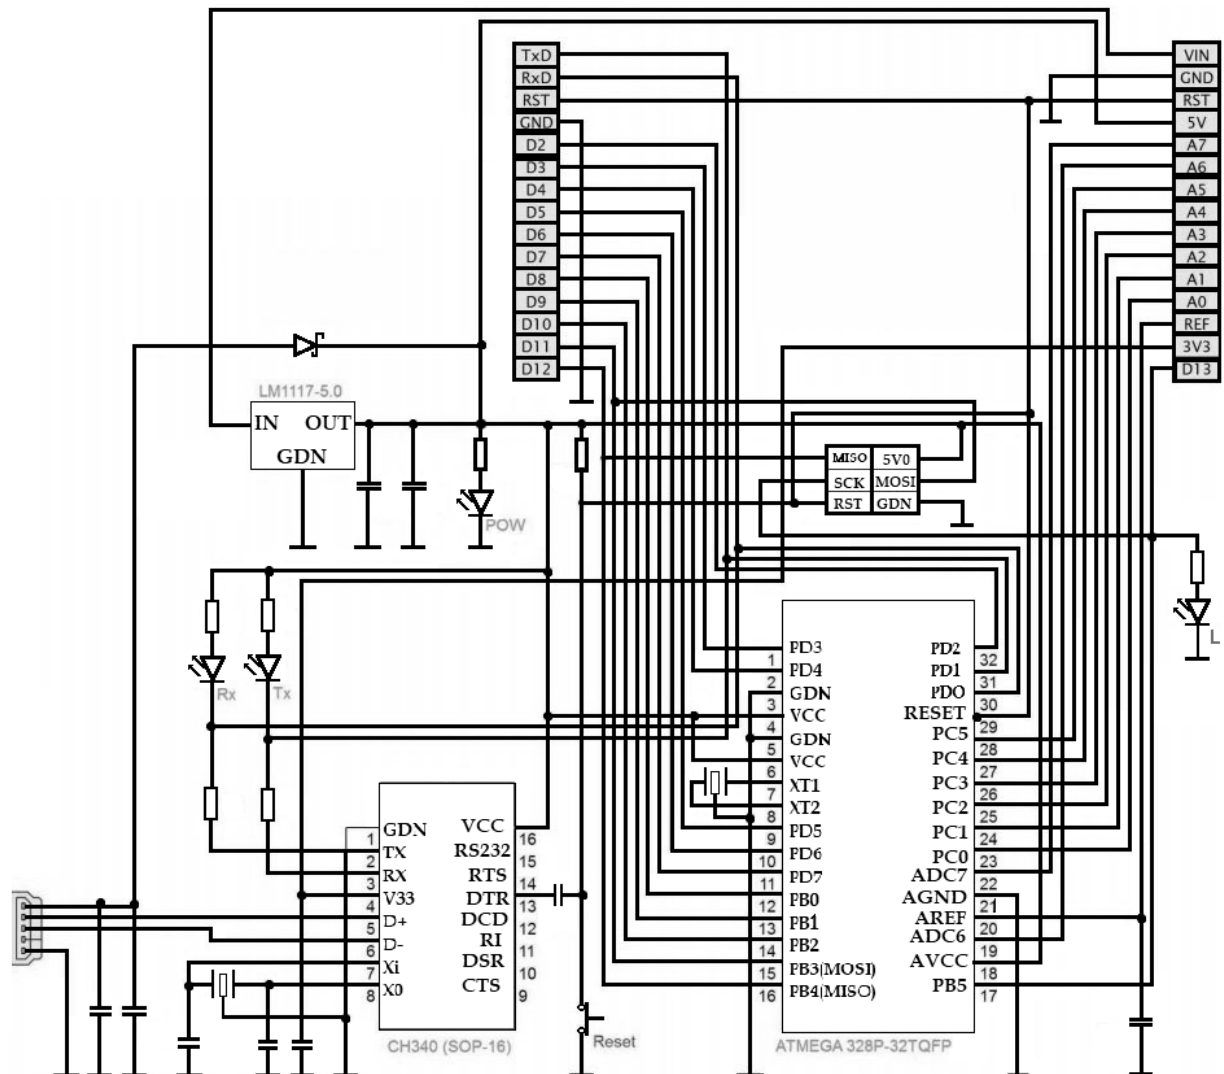 TxD
RxD
RST
GND
D2
D3
D4
D5
D6
D7
D8
D9
D10
D11
D12
VIN
GND
RST
5V
A7
A6
A5
A4
A3
A2
A1
A0
REF
3V3
D13
LM1117-5.0
IN OUT
GDN
POW
MISO 5V0
SCK MOSI
RST GDN
L
Rx Tx
PD3
1
PD4
2
GDN
3
VCC
4
GDN
5
VCC
6
XT1
7
XT2
8
PD5
9
PD6
10
PD7
11
PB0
12
PB1
13
PB2
14
PB3(MOSI)
15
PB4(MISO)
16
PD2
32
PD1
31
PD0
30
RESET
29
PC5
28
PC4
27
PC3
26
PC2
25
PC1
24
PC0
23
ADC7
22
AGND
21
AREF
20
ADC6
19
AVCC
18
PB5
17
ATMEGA 328P-32TQFP
GDN
1
TX
2
RX
3
V33
4
D+
5
D-
6
Xi
7
X0
8
VCC
16
RS232
15
RTS
14
DTR
13
DCD
12
RI
11
DSR
10
CTS
9
CH340 (SOP-16)
Reset